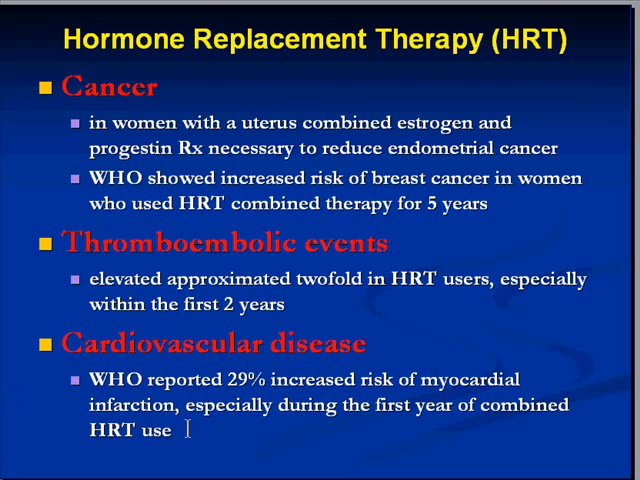 Hormone Replacement Therapy (HRT)
Cancer
in women with a uterus combined estrogen and
progestin Rx necessary to reduce endometrial cancer
WHO showed increased risk of breast cancer in women
who used HRT combined therapy for 5 years
Thromboembolic events
elevated approximated twofold in HRT users, especially
within the first 2 years
Cardiovascular disease
WHO reported 29% increased risk of myocardial
infarction, especially during the first year of combined
HRT use